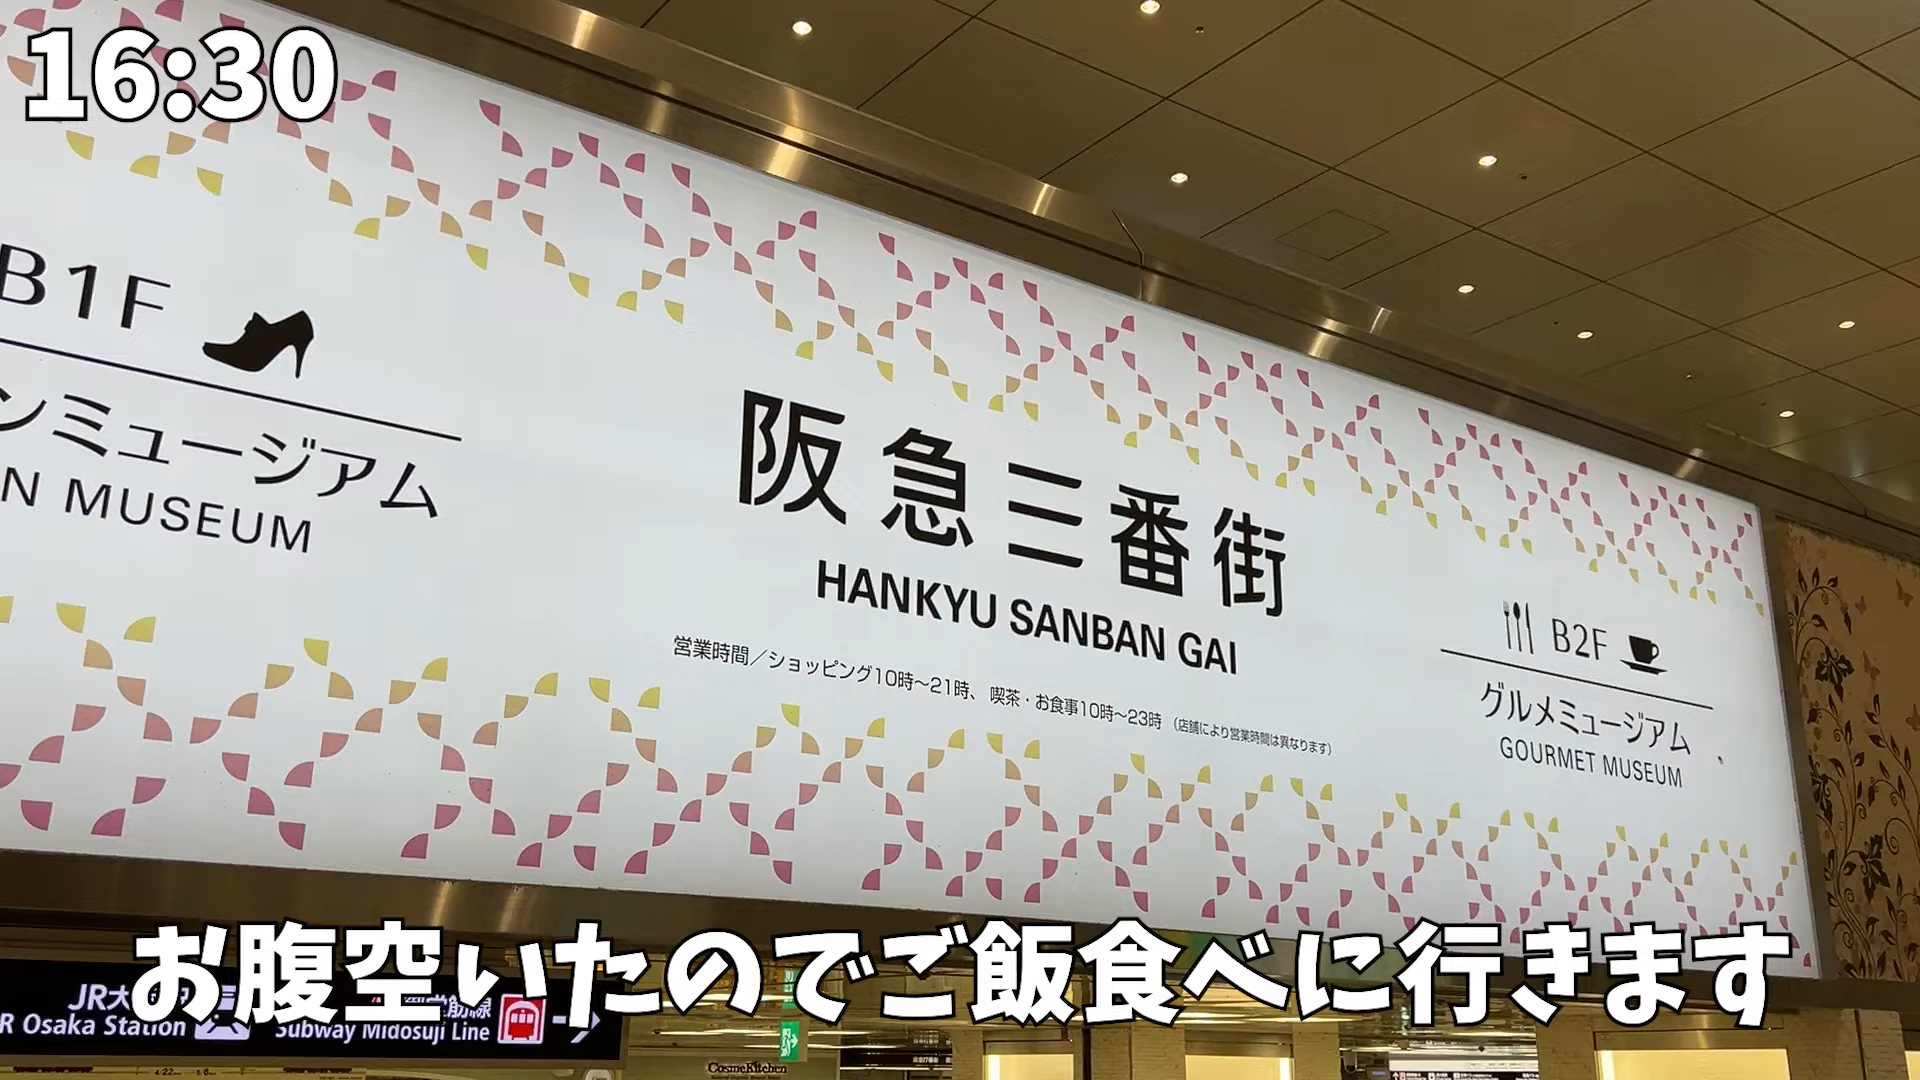 16:30
B1F
ンミュージアム
N MUSEUM
阪急三番街
HANKYU SANBAN GAI
営業時間／ショッピング10時〜21時、喫茶・お食事10時〜23時（店舗により営業時間は異なります）
B2F
グルメミュージアム
GOURMET MUSEUM
お腹空いたのでご飯食べに行きます
JR大
R Osaka Station
Subway Midosuji Line
CosmeKitchen